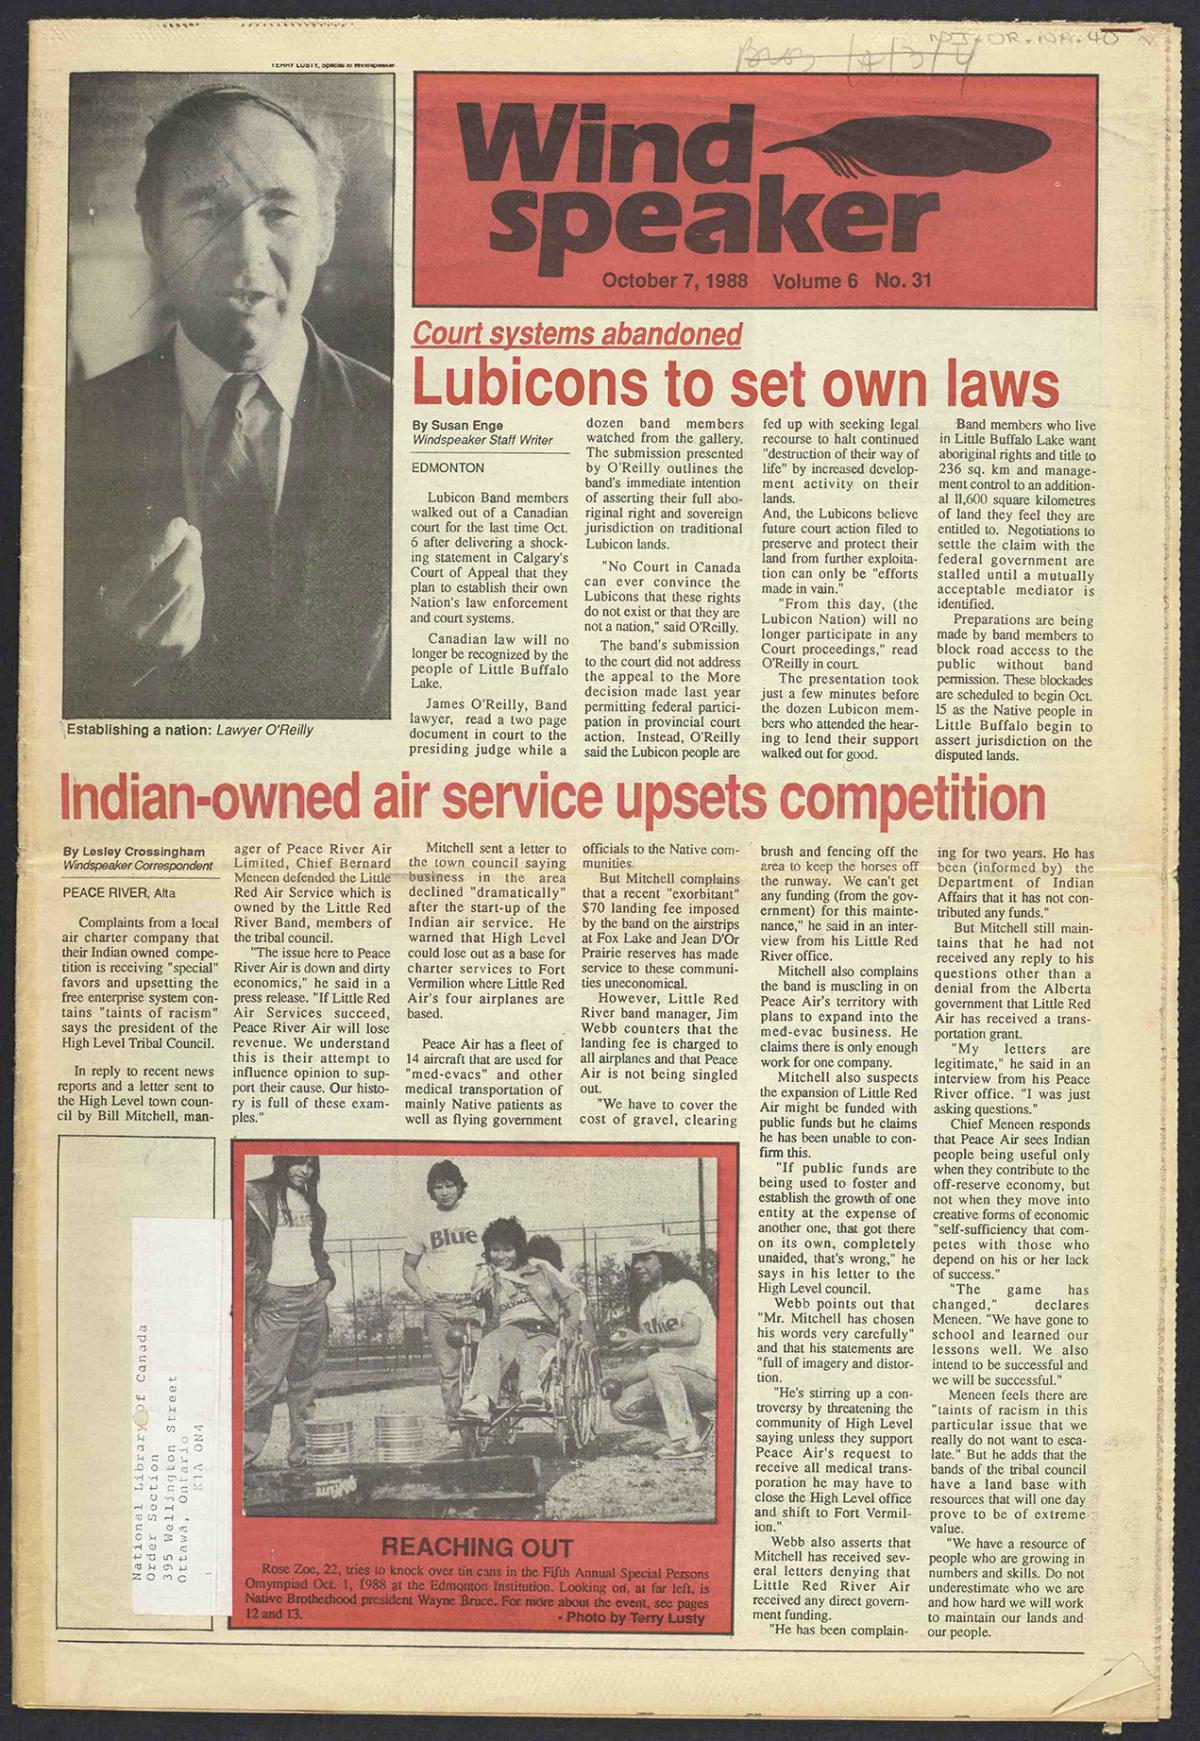 TERRY LUSTY, Special to Windspeaker
NJ.OR.NA.40
Wind
speaker
October 7, 1988 Volume 6 No. 31
Establishing a nation: Lawyer O'Reilly
Court systems abandoned
Lubicons to set own laws
By Susan Enge
Windspeaker Staff Writer
EDMONTON
Lubicon Band members
walked out of a Canadian
court for the last time Oct.
6 after delivering a shock-
ing statement in Calgary's
Court of Appeal that they
plan to establish their own
Nation's law enforcement
and court systems.
Canadian law will no
longer be recognized by the
people of Little Buffalo
Lake.
James O'Reilly, Band
lawyer, read a two page
document in court to the
presiding judge while a
dozen band members
watched from the gallery.
The submission presented
by O'Reilly outlines the
band's immediate intention
of asserting their full abo-
riginal right and sovereign
jurisdiction on traditional
Lubicon lands.
"No Court in Canada
can ever convince the
Lubicons that these rights
do not exist or that they are
not a nation," said O'Reilly.
The band's submission
to the court did not address
the appeal to the More
decision made last year
permitting federal partici-
pation in provincial court
action. Instead, O'Reilly
said the Lubicon people are
fed up with seeking legal
recourse to halt continued
"destruction of their way of
life" by increased develop-
ment activity on their
lands.
And, the Lubicons believe
future court action filed to
preserve and protect their
land from further exploita-
tion can only be "efforts
made in vain."
"From this day, (the
Lubicon Nation) will no
longer participate in any
Court proceedings," read
O'Reilly in court.
The presentation took
just a few minutes before
the dozen Lubicon mem-
bers who attended the hear-
ing to lend their support
walked out for good.
Band members who live
in Little Buffalo Lake want
aboriginal rights and title to
236 sq. km and manage-
ment control to an addition-
al 11,600 square kilometres
of land they feel they are
entitled to. Negotiations to
settle the claim with the
federal government are
stalled until a mutually
acceptable mediator is
identified.
Preparations are being
made by band members to
block road access to the
public without band
permission. These blockades
are scheduled to begin Oct.
15 as the Native people in
Little Buffalo begin to
assert jurisdiction on the
disputed lands.
Indian-owned air service upsets competition
By Lesley Crossingham
Windspeaker Correspondent
PEACE RIVER, Alta
Complaints from a local
air charter company that
their Indian owned compe-
tition is receiving "special"
favors and upsetting the
free enterprise system con-
tains "taints of racism"
says the president of the
High Level Tribal Council.
In reply to recent news
reports and a letter sent to
the High Level town coun-
cil by Bill Mitchell, man-
ager of Peace River Air
Limited, Chief Bernard
Meneen defended the Little
Red Air Service which is
owned by the Little Red
River Band, members of
the tribal council.
"The issue here to Peace
River Air is down and dirty
economics," he said in a
press release. "If Little Red
Air Services succeed,
Peace River Air will lose
revenue. We understand
this is their attempt to
influence opinion to sup-
port their cause. Our histo-
ry is full of these exam-
ples."
Mitchell sent a letter to
the town council saying
business in the area
declined "dramatically"
after the start-up of the
Indian air service. He
warned that High Level
could lose out as a base for
charter services to Fort
Vermilion where Little Red
Air's four airplanes are
based.
Peace Air has a fleet of
14 aircraft that are used for
"med-evacs" and other
medical transportation of
mainly Native patients as
well as flying government
officials to the Native com-
munities.
But Mitchell complains
that a recent "exorbitant"
$70 landing fee imposed
by the band on the airstrips
at Fox Lake and Jean D'Or
Prairie reserves has made
service to these communi-
ties uneconomical.
However, Little Red
River band manager, Jim
Webb counters that the
landing fee is charged to
all airplanes and that Peace
Air is not being singled
out.
"We have to cover the
cost of gravel, clearing
brush and fencing off the
area to keep the horses off
the runway. We can't get
any funding (from the gov-
ernment) for this mainte-
nance," he said in an inter-
view from his Little Red
River office.
Mitchell also complains
the band is muscling in on
Peace Air's territory with
plans to expand into the
med-evac business. He
claims there is only enough
work for one company.
Mitchell also suspects
the expansion of Little Red
Air might be funded with
public funds but he claims
he has been unable to con-
firm this.
"If public funds are
being used to foster and
establish the growth of one
entity at the expense of
another one, that got there
on its own, completely
unaided, that's wrong," he
says in his letter to the
High Level council.
Webb points out that
"Mr. Mitchell has chosen
his words very carefully"
and that his statements are
"full of imagery and distor-
tion.
"He's stirring up a con-
troversy by threatening the
community of High Level
saying unless they support
Peace Air's request to
receive all medical trans-
poration he may have to
close the High Level office
and shift to Fort Vermil-
ion."
Webb also asserts that
Mitchell has received sev-
eral letters denying that
Little Red River Air
received any direct govern-
ment funding.
"He has been complain-
ing for two years. He has
been (informed by) the
Department of Indian
Affairs that it has not con-
tributed any funds."
But Mitchell still main-
tains that he had not
received any reply to his
questions other than a
denial from the Alberta
government that Little Red
Air has received a trans-
portation grant.
"My letters are
legitimate," he said in an
interview from his Peace
River office. "I was just
asking questions."
Chief Meneen responds
that Peace Air sees Indian
people being useful only
when they contribute to the
off-reserve economy, but
not when they move into
creative forms of economic
"self-sufficiency that com-
petes with those who
depend on his or her lack
of success."
"The game has
changed," declares
Meneen. "We have gone to
school and learned our
lessons well. We also
intend to be successful and
we will be successful."
Meneen feels there are
"taints of racism in this
particular issue that we
really do not want to esca-
late." But he adds that the
bands of the tribal council
have a land base with
resources that will one day
prove to be of extreme
value.
"We have a resource of
people who are growing in
numbers and skills. Do not
underestimate who we are
and how hard we will work
to maintain our lands and
our people.
National Library of Canada
Order Section
395 Wellington Street
Ottawa, Ontario
K1A 0N4
Blue
OLYMP
Blue
REACHING OUT
Rose Zoe, 22, tries to knock over tin cans in the Fifth Annual Special Persons
Omympiad Oct. 1, 1988 at the Edmonton Institution. Looking on, at far left, is
Native Brotherhood president Wayne Bruce. For more about the event, see pages
12 and 13.
- Photo by Terry Lusty